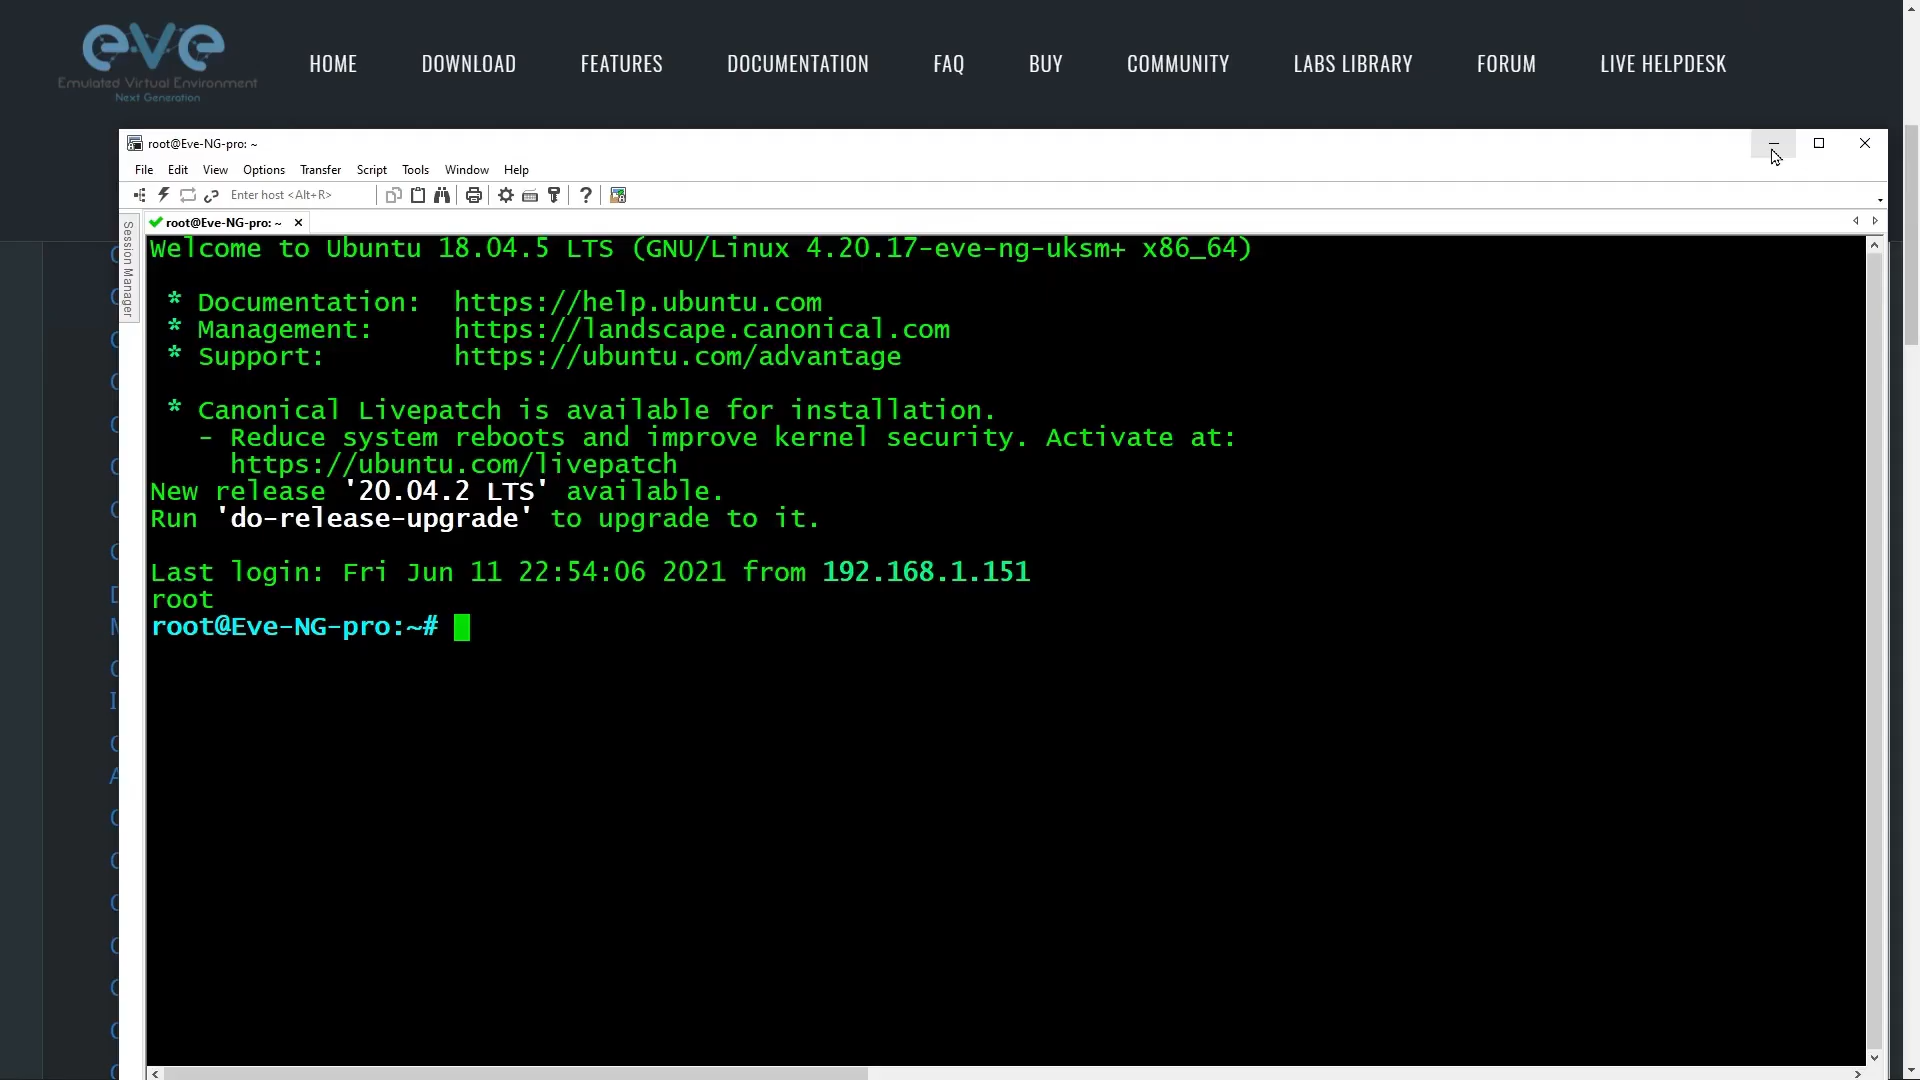 eve
Emulated Virtual Environment
Next Generation
HOME DOWNLOAD FEATURES DOCUMENTATION FAQ BUY COMMUNITY LABS LIBRARY FORUM LIVE HELPDESK
root@Eve-NG-pro: ~
File Edit View Options Transfer Script Tools Window Help
Enter host <Alt+R>
root@Eve-NG-pro: ~
Session Manager
Welcome to Ubuntu 18.04.5 LTS (GNU/Linux 4.20.17-eve-ng-uksm+ x86_64)
* Documentation: https://help.ubuntu.com
* Management: https://landscape.canonical.com
* Support: https://ubuntu.com/advantage
* Canonical Livepatch is available for installation.
- Reduce system reboots and improve kernel security. Activate at:
https://ubuntu.com/livepatch
New release '20.04.2 LTS' available.
Run 'do-release-upgrade' to upgrade to it.
Last login: Fri Jun 11 22:54:06 2021 from 192.168.1.151
root
root@Eve-NG-pro:~#